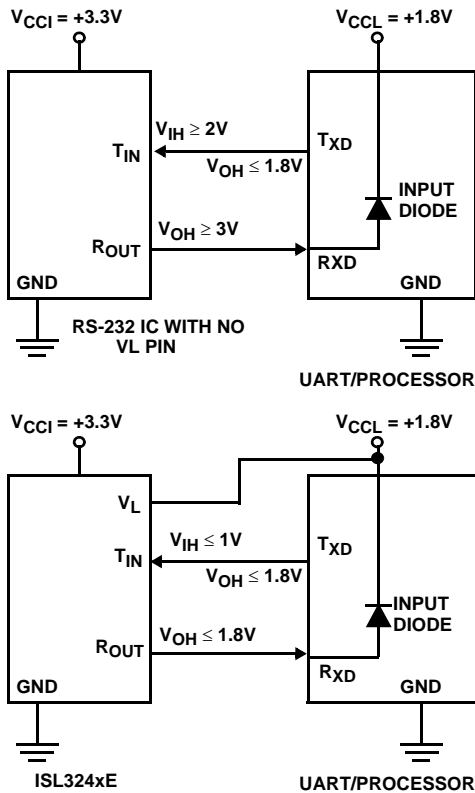 VCCI = +3.3V
VCCL = +1.8V
VIH ≥ 2V
TIN
TXD
VOH ≤ 1.8V
INPUT
DIODE
VOH ≥ 3V
ROUT
RXD
GND
GND
RS-232 IC WITH NO
VL PIN
UART/PROCESSOR
VCCI = +3.3V
VCCL = +1.8V
VL
VIH ≤ 1V
TIN
TXD
VOH ≤ 1.8V
INPUT
DIODE
VOH ≤ 1.8V
ROUT
RXD
GND
GND
ISL324xE
UART/PROCESSOR